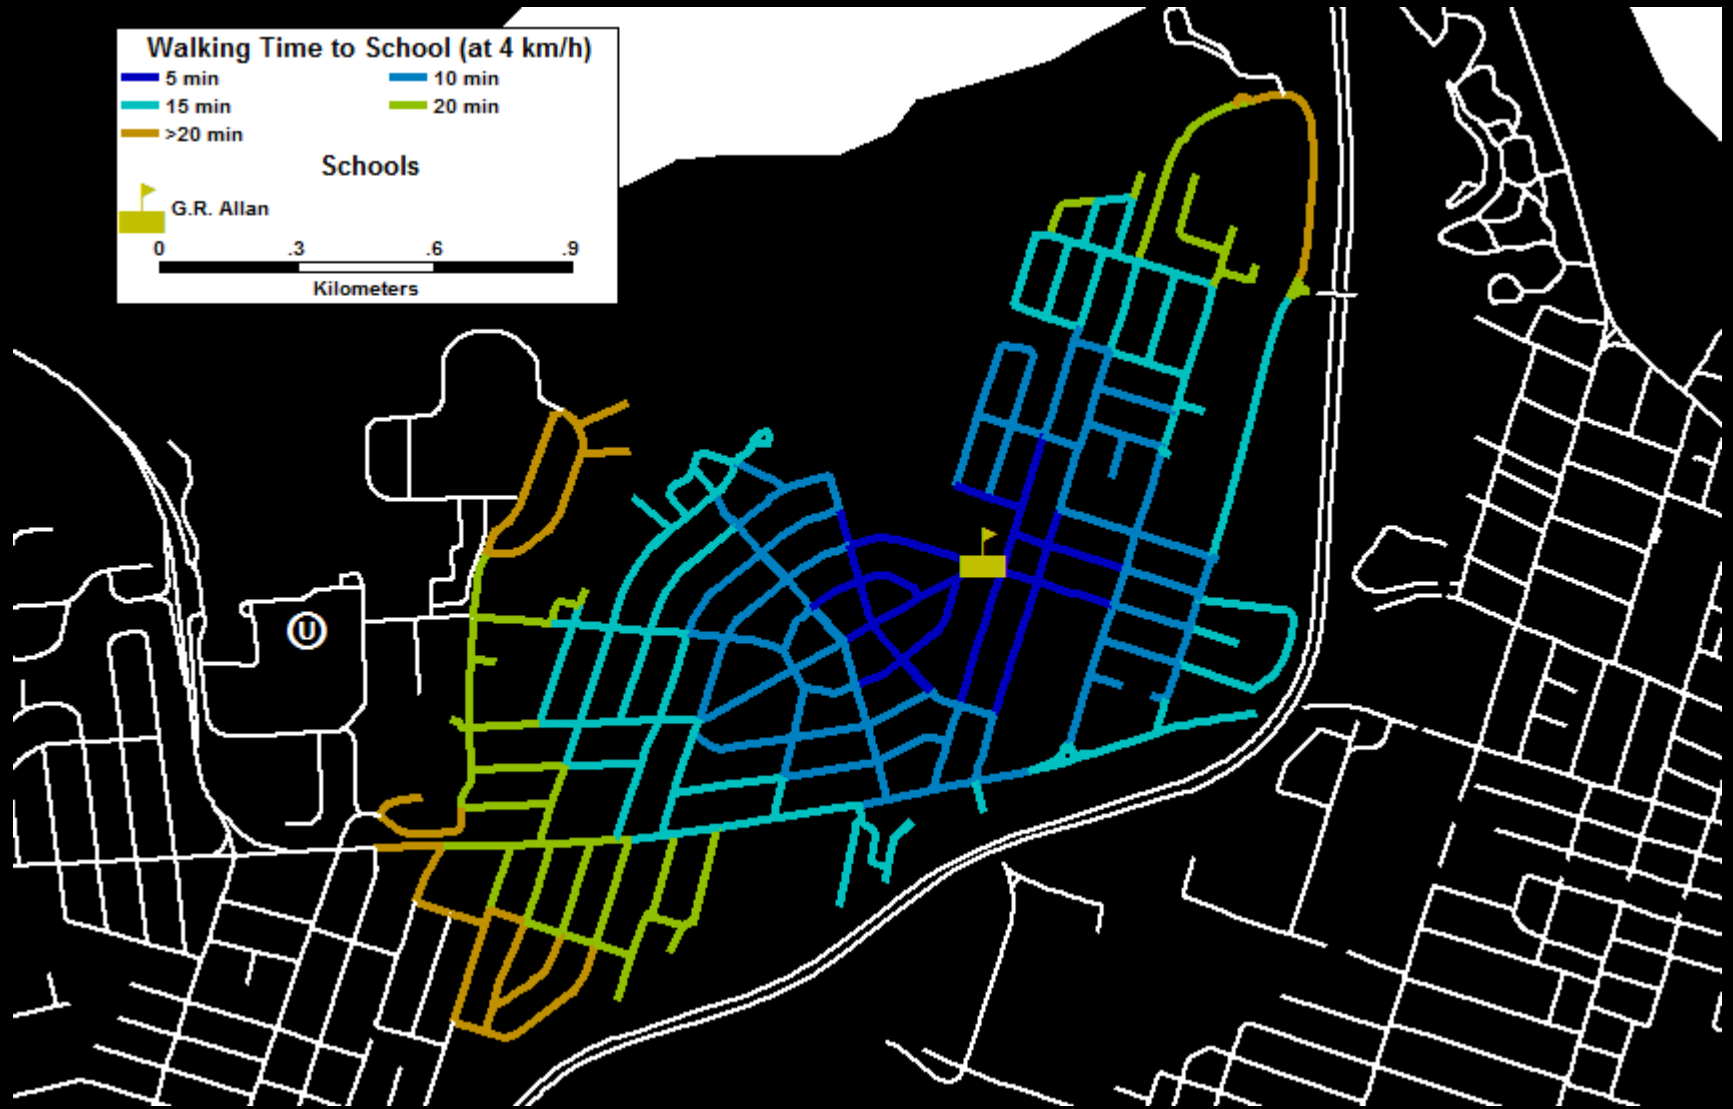 Walking Time to School (at 4 km/h)
5 min 10 min
15 min 20 min
>20 min
Schools
G.R. Allan
0 .3 .6 .9
Kilometers
U